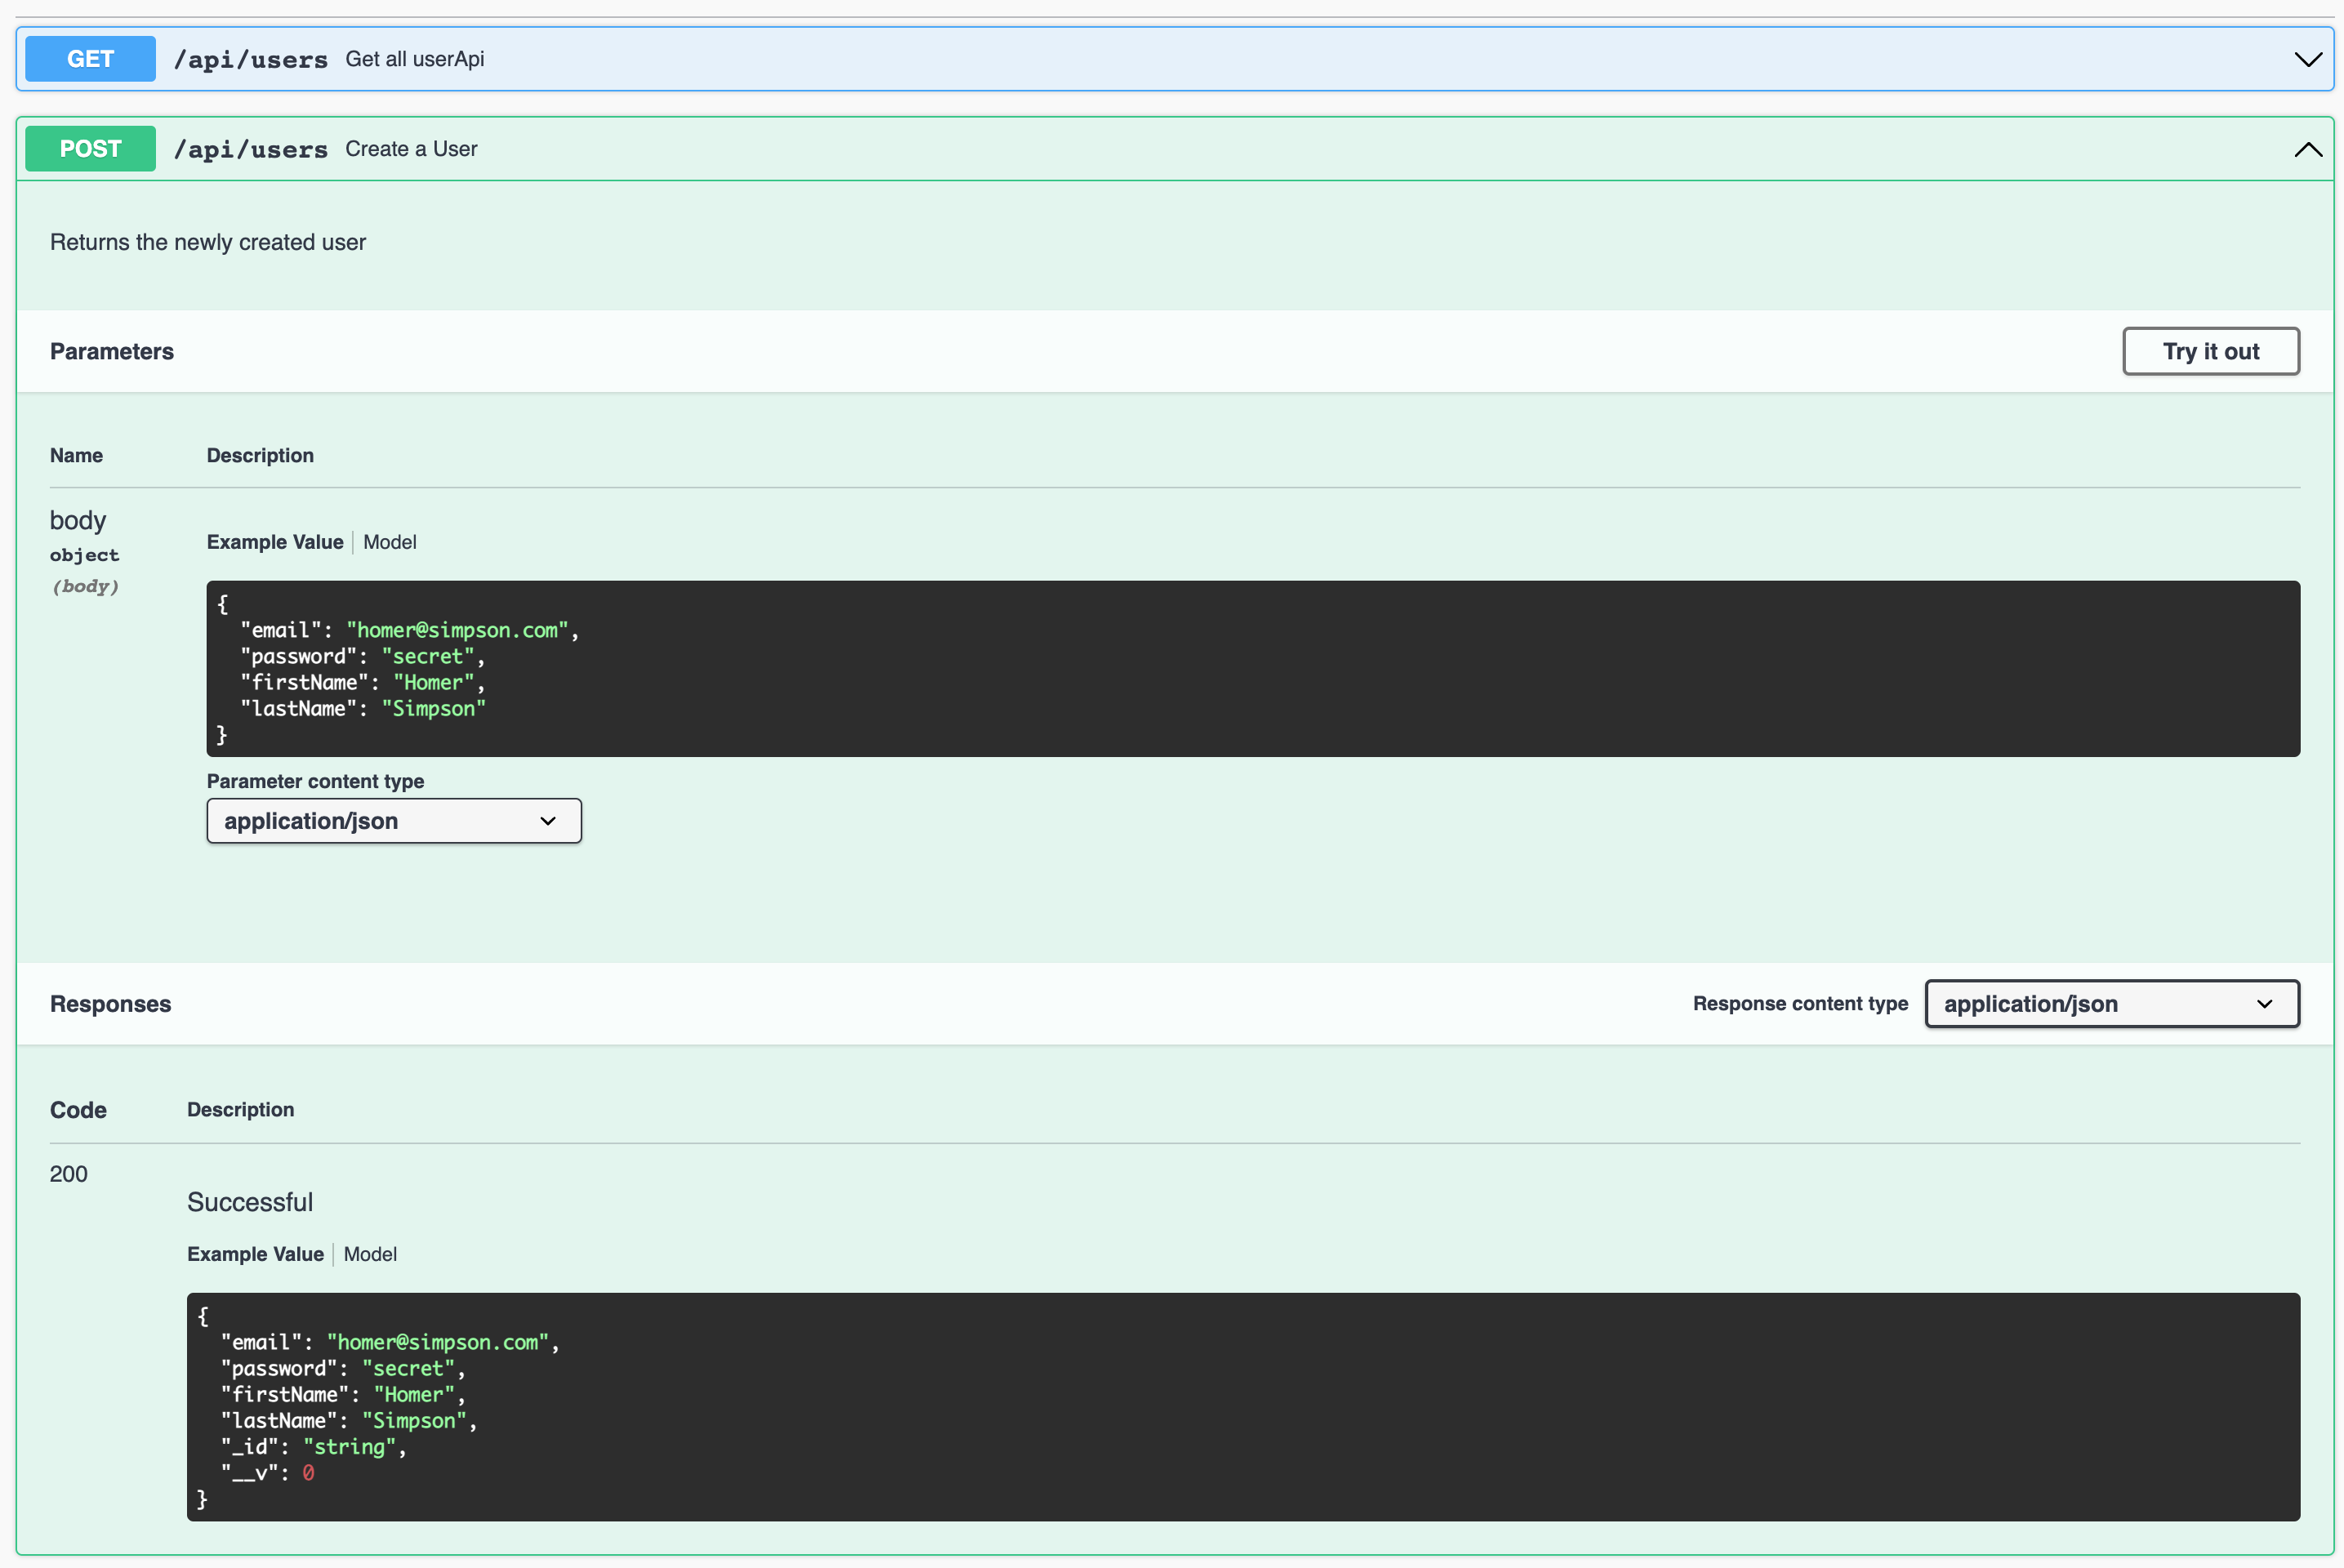 GET /api/users Get all userApi
POST /api/users Create a User
Returns the newly created user
Parameters Try it out
Name Description
body
object
(body)
Example Value Model
{
"email": "homer@simpson.com",
"password": "secret",
"firstName": "Homer",
"lastName": "Simpson"
}
Parameter content type
application/json
Responses Response content type application/json
Code Description
200
Successful
Example Value Model
{
"email": "homer@simpson.com",
"password": "secret",
"firstName": "Homer",
"lastName": "Simpson",
"_id": "string",
"__v": 0
}